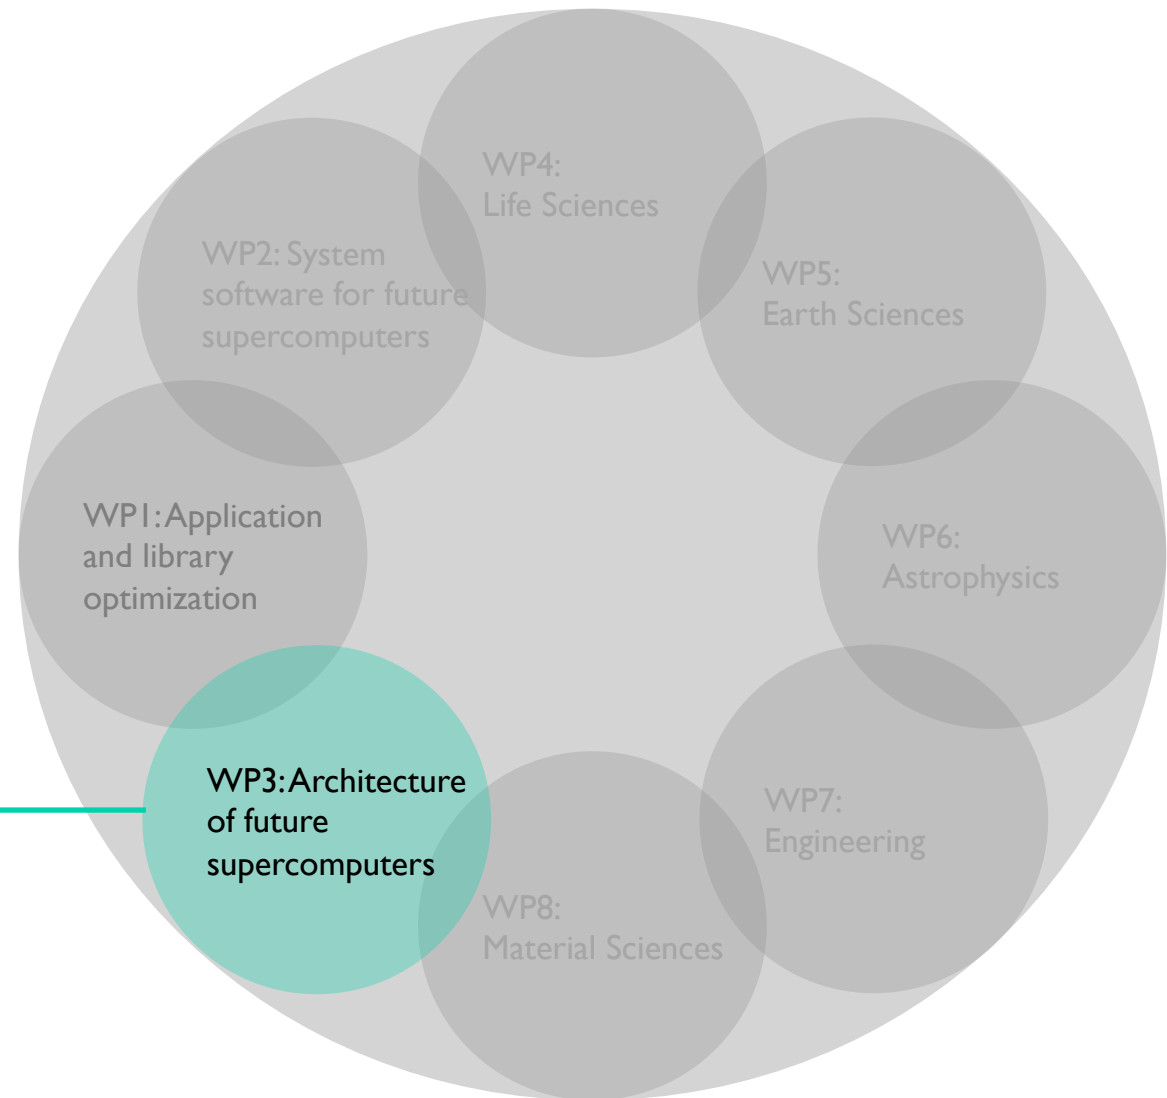 WP4:
Life Sciences
WP2: System
software for future
supercomputers
WP5:
Earth Sciences
WP1: Application
and library
optimization
WP6:
Astrophysics
WP3: Architecture
of future
supercomputers
WP7:
Engineering
WP8:
Material Sciences